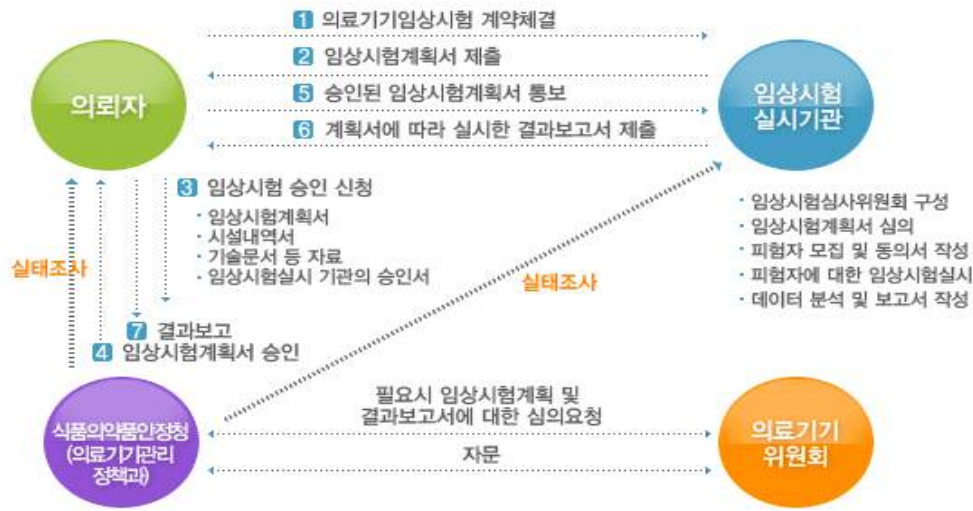 1 의료기기임상시험 계약체결
2 임상시험계획서 제출
5 승인된 임상시험계획서 통보
6 계획서에 따라 실시한 결과보고서 제출
의뢰자
임상시험
실시기관
3 임상시험 승인 신청
· 임상시험계획서
· 시설내역서
· 기술문서 등 자료
· 임상시험실시 기관의 승인서
· 임상시험심사위원회 구성
· 임상시험계획서 심의
· 피험자 모집 및 동의서 작성
· 피험자에 대한 임상시험실시
· 데이터 분석 및 보고서 작성
실태조사
실태조사
7 결과보고
4 임상시험계획서 승인
식품의약품안정청
(의료기기관리
정책과)
필요시 임상시험계획 및
결과보고서에 대한 심의요청
자문
의료기기
위원회